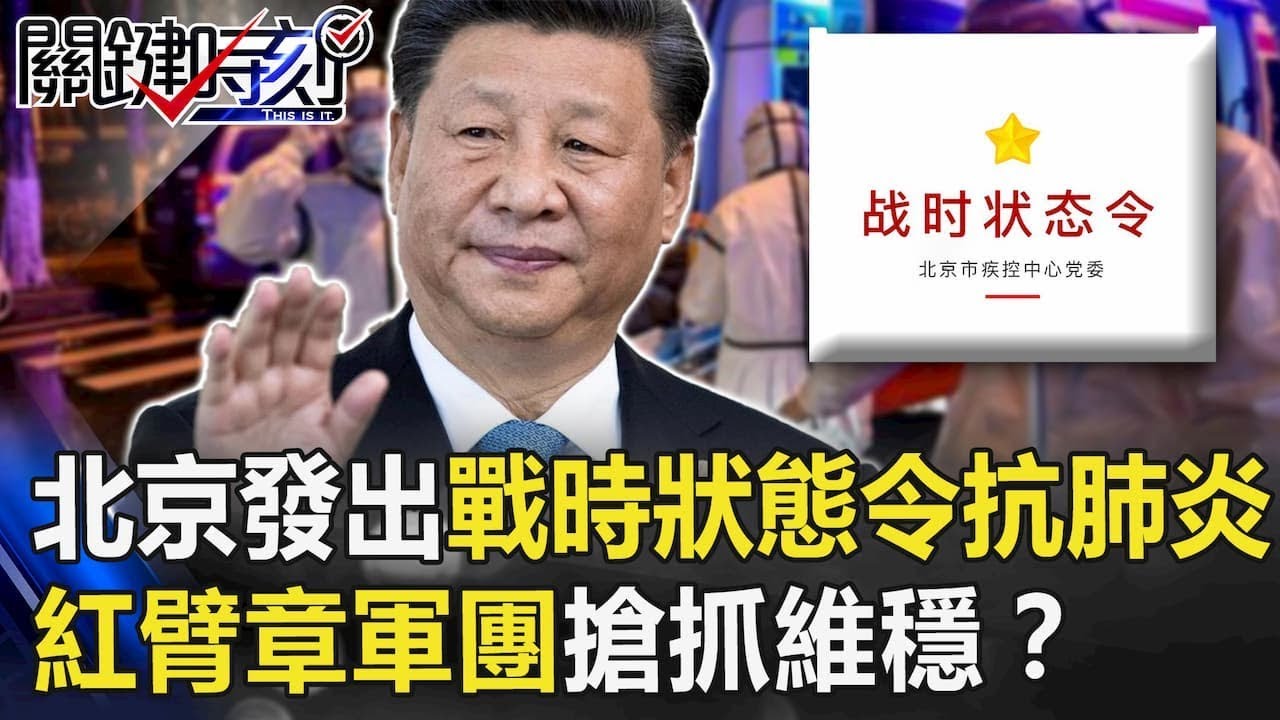 關鍵時刻
THIS IS IT.
战时状态令
北京市疾控中心党委
北京發出戰時狀態令抗肺炎
紅臂章軍團搶抓維穩？